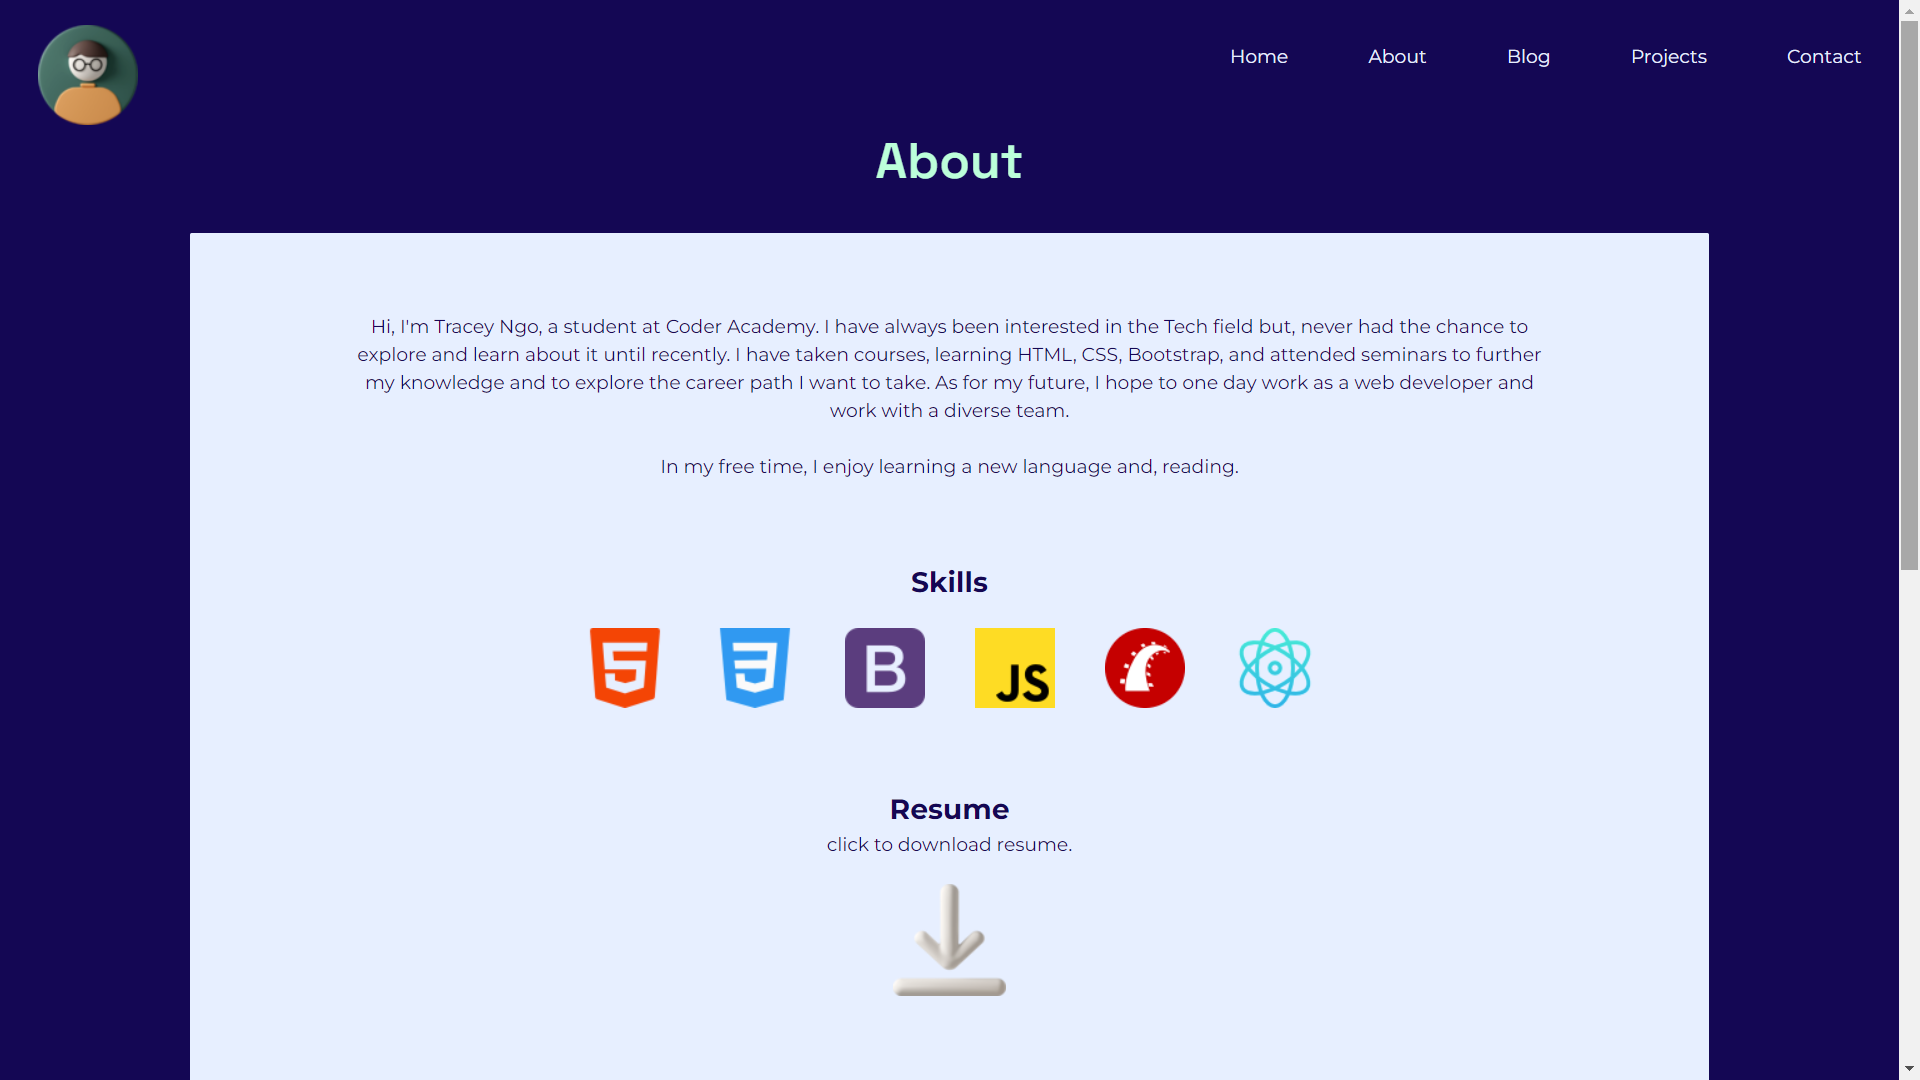 Home About Blog Projects Contact
About
Hi, I'm Tracey Ngo, a student at Coder Academy. I have always been interested in the Tech field but, never had the chance to
explore and learn about it until recently. I have taken courses, learning HTML, CSS, Bootstrap, and attended seminars to further
my knowledge and to explore the career path I want to take. As for my future, I hope to one day work as a web developer and
work with a diverse team.
In my free time, I enjoy learning a new language and, reading.
Skills
B
JS
Resume
click to download resume.